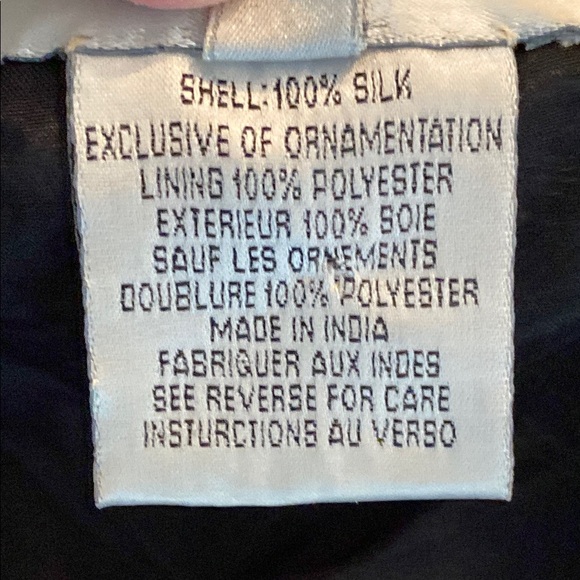 SHELL:100% SILK
EXCLUSIVE OF ORNAMENTATION
LINING 100% POLYESTER
EXTERIEUR 100% SOIE
SAUF LES ORNEMENTS
DOUBLURE 100% POLYESTER
MADE IN INDIA
FABRIQUER AUX INDES
SEE REVERSE FOR CARE
INSTURCTIONS AU VERSO